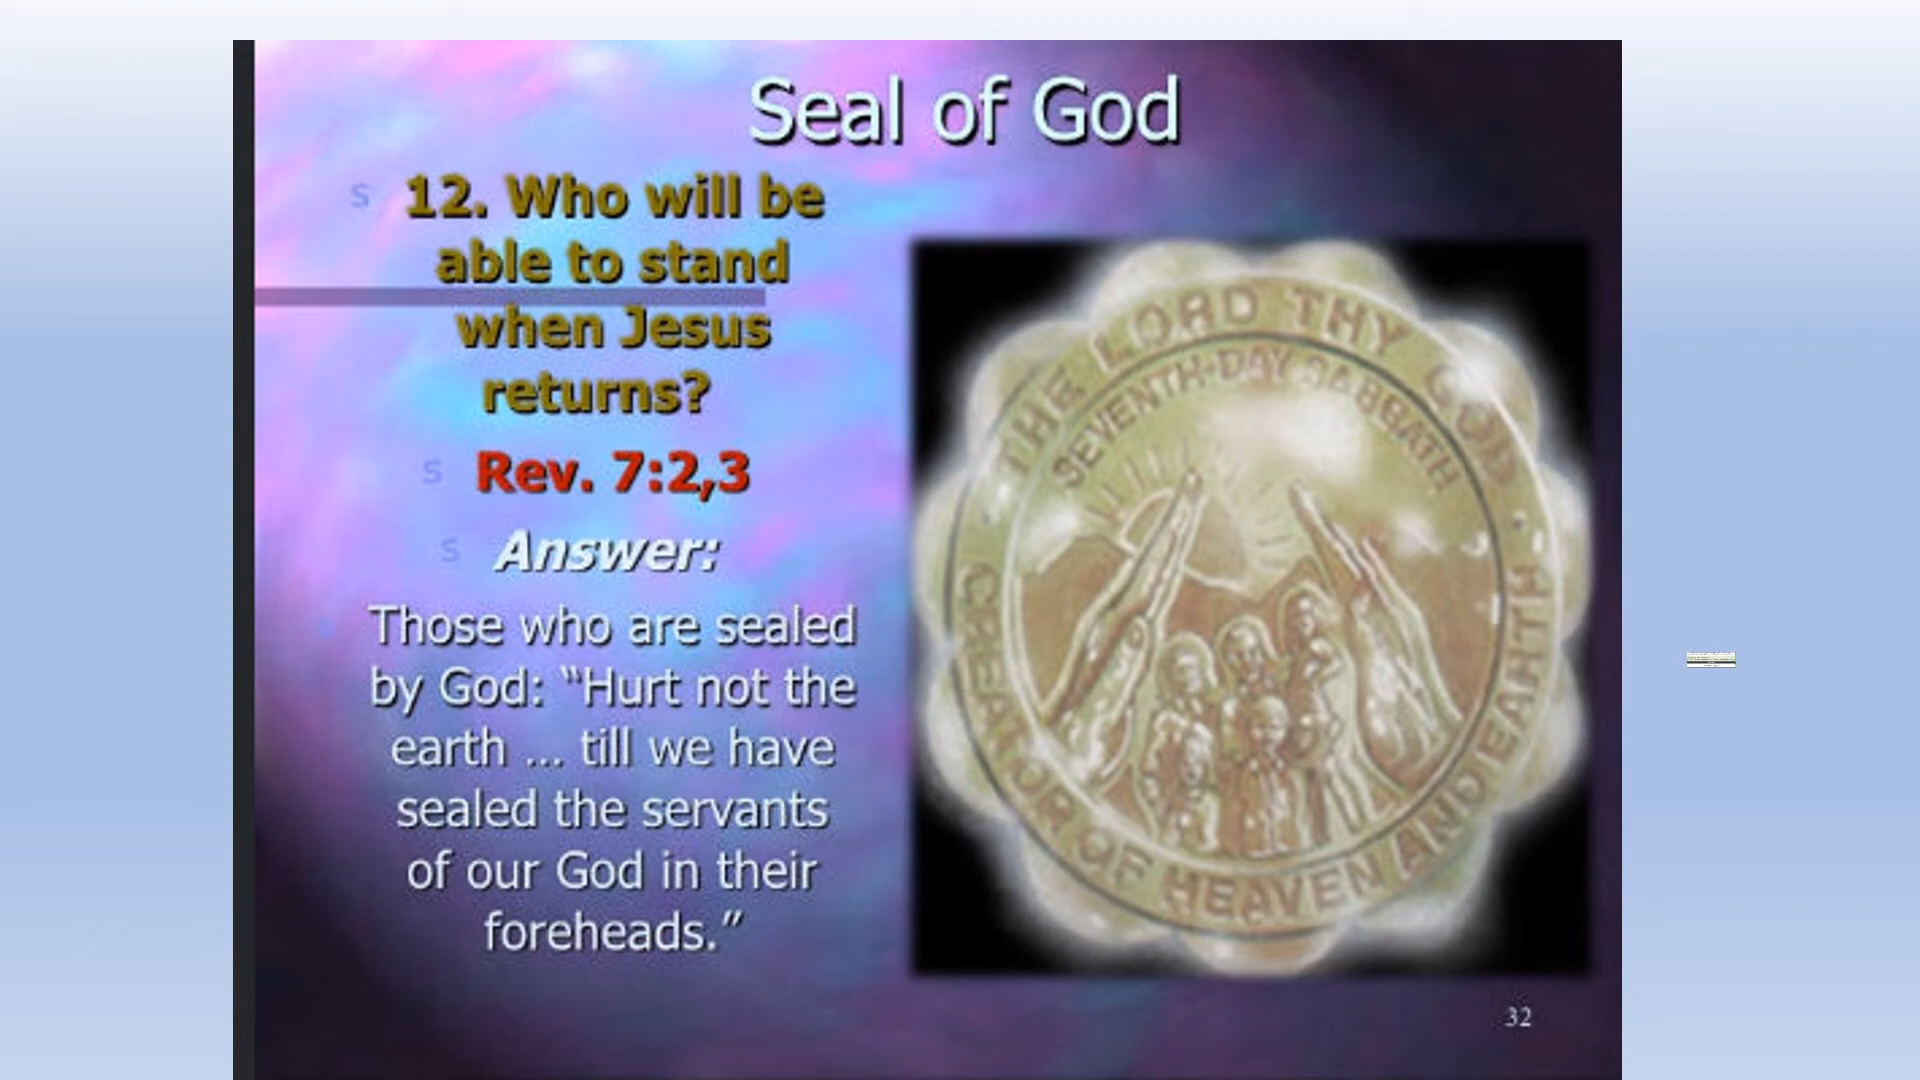 Seal of God
s 12. Who will be
able to stand
when Jesus
returns?
s Rev. 7:2,3
s Answer:
Those who are sealed
by God: “Hurt not the
earth ... till we have
sealed the servants
of our God in their
foreheads.”
THE LORD THY GOD
SEVENTH-DAY SABBATH
CREATOR OF HEAVEN AND EARTH
32